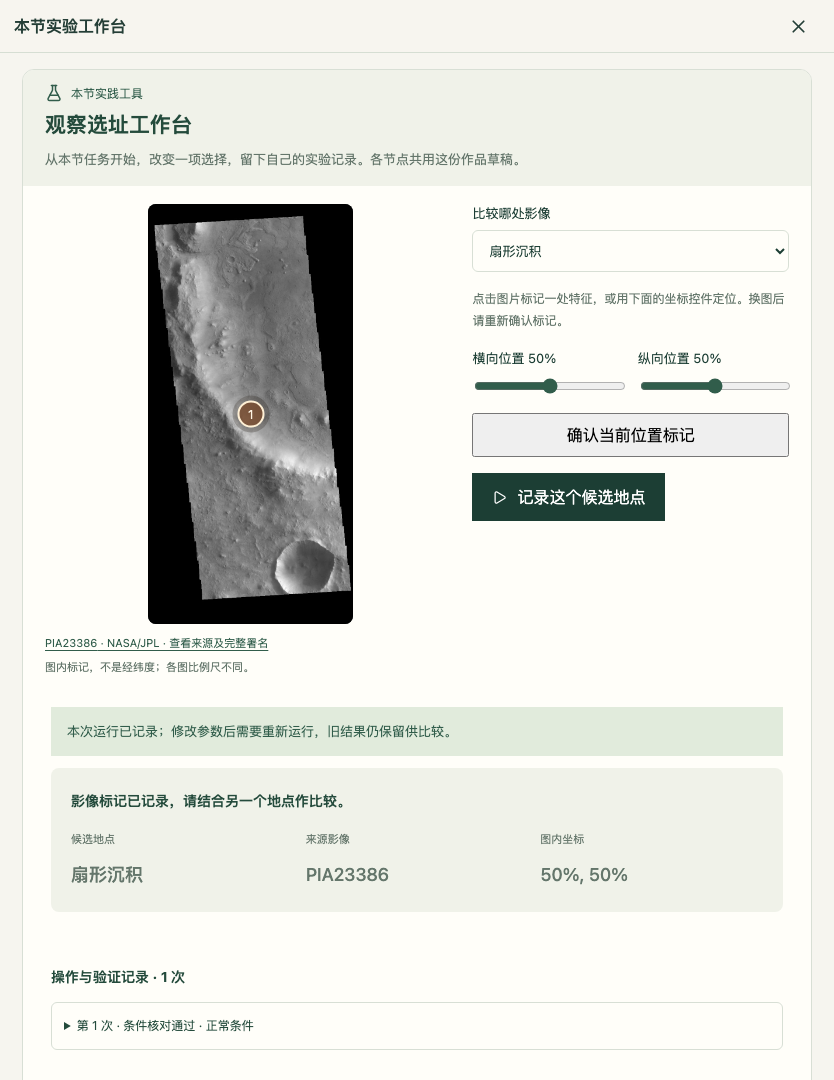 本节实验工作台
本节实践工具
观察选址工作台
从本节任务开始，改变一项选择，留下自己的实验记录。各节点共用这份作品草稿。
1
PIA23386 · NASA/JPL · 查看来源及完整署名
图内标记，不是经纬度；各图比例尺不同。
比较哪处影像
扇形沉积
点击图片标记一处特征，或用下面的坐标控件定位。换图后
请重新确认标记。
横向位置 50% 纵向位置 50%
确认当前位置标记
记录这个候选地点
本次运行已记录；修改参数后需要重新运行，旧结果仍保留供比较。
影像标记已记录，请结合另一个地点作比较。
候选地点 来源影像 图内坐标
扇形沉积 PIA23386 50%, 50%
操作与验证记录 · 1 次
第 1 次 · 条件核对通过 · 正常条件